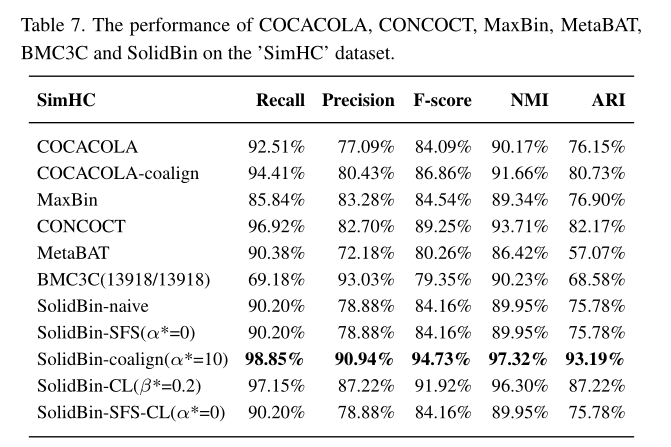 Table 7. The performance of COCACOLA, CONCOCT, MaxBin, MetaBAT,
BMC3C and SolidBin on the 'SimHC' dataset.
SimHC Recall Precision F-score NMI ARI
COCACOLA 92.51% 77.09% 84.09% 90.17% 76.15%
COCACOLA-coalign 94.41% 80.43% 86.86% 91.66% 80.73%
MaxBin 85.84% 83.28% 84.54% 89.34% 76.90%
CONCOCT 96.92% 82.70% 89.25% 93.71% 82.17%
MetaBAT 90.38% 72.18% 80.26% 86.42% 57.07%
BMC3C(13918/13918) 69.18% 93.03% 79.35% 90.23% 68.58%
SolidBin-naive 90.20% 78.88% 84.16% 89.95% 75.78%
SolidBin-SFS(α*=0) 90.20% 78.88% 84.16% 89.95% 75.78%
SolidBin-coalign(α*=10) 98.85% 90.94% 94.73% 97.32% 93.19%
SolidBin-CL(β*=0.2) 97.15% 87.22% 91.92% 96.30% 87.22%
SolidBin-SFS-CL(α*=0) 90.20% 78.88% 84.16% 89.95% 75.78%